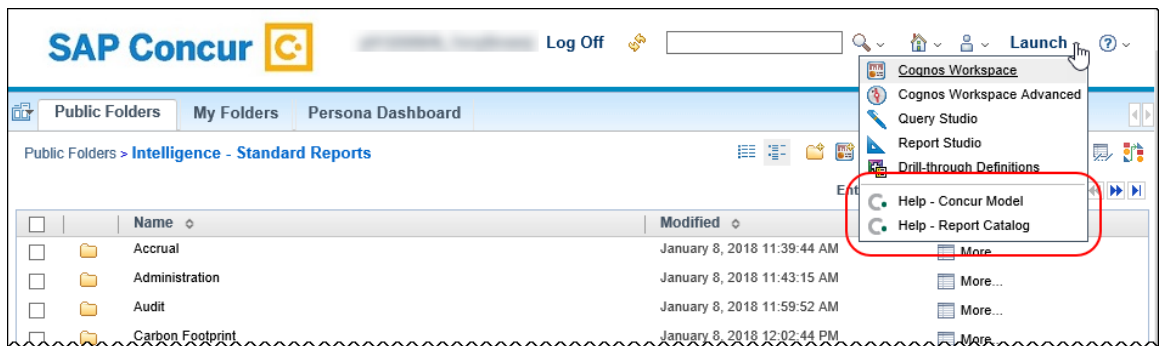 SAP Concur C. Log Off Launch
Cognos Workspace
Cognos Workspace Advanced
Public Folders My Folders Persona Dashboard
Query Studio
Public Folders > Intelligence - Standard Reports
Report Studio
Drill-through Definitions
Ent
Help - Concur Model
Name Modified
Help - Report Catalog
Accrual January 8, 2018 11:39:44 AM More...
Administration January 8, 2018 11:43:15 AM More...
Audit January 8, 2018 11:59:52 AM More...
Carbon Footprint January 8, 2018 12:02:44 PM More...